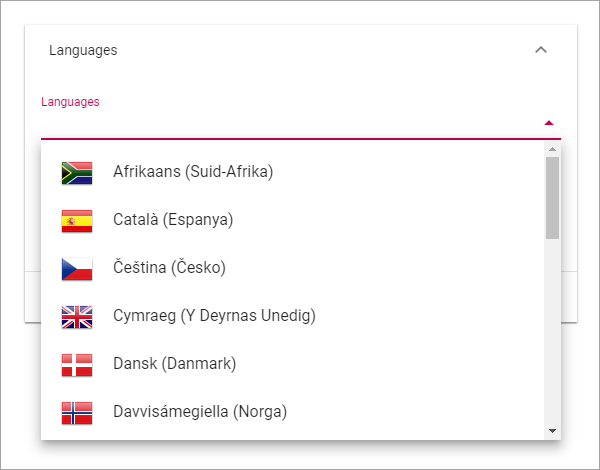 Languages
Languages
Afrikaans (Suid-Afrika)
Català (Espanya)
Čeština (Česko)
Cymraeg (Y Deyrnas Unedig)
Dansk (Danmark)
Davvisámegiella (Norga)